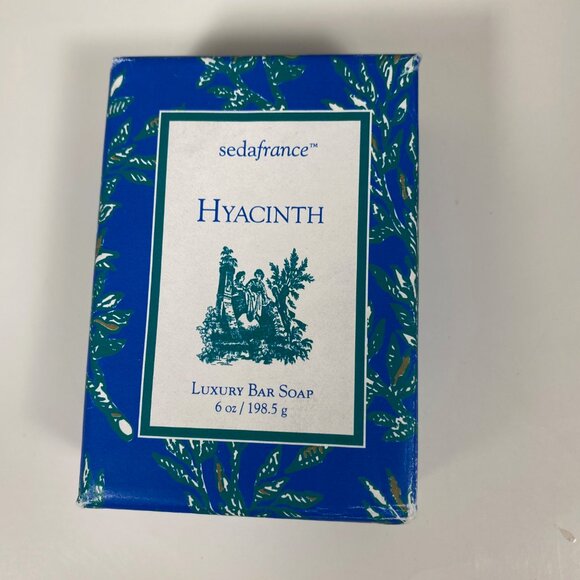 sedafrance™
HYACINTH
LUXURY BAR SOAP
6 oz / 198.5 g